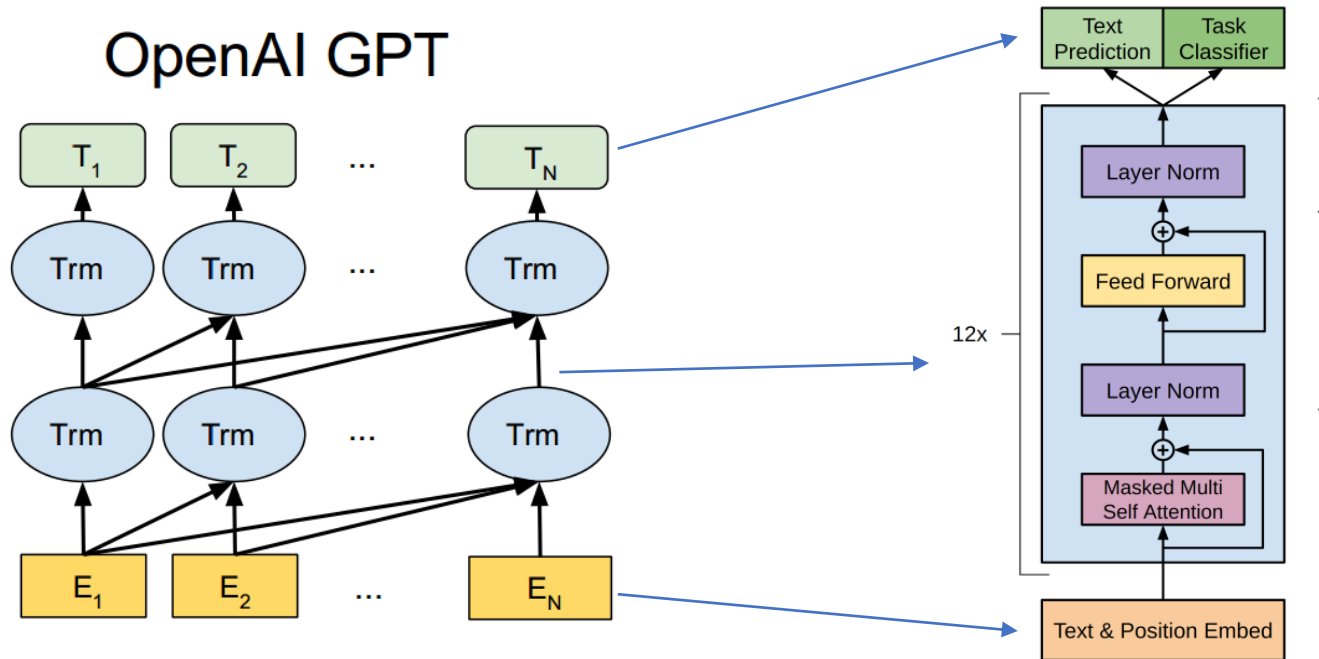 OpenAI GPT
T1 T2 ... TN
Trm Trm ... Trm
Trm Trm ... Trm
E1 E2 ... EN
Text
Prediction
Task
Classifier
Layer Norm
+
Feed Forward
12x
Layer Norm
+
Masked Multi
Self Attention
Text & Position Embed